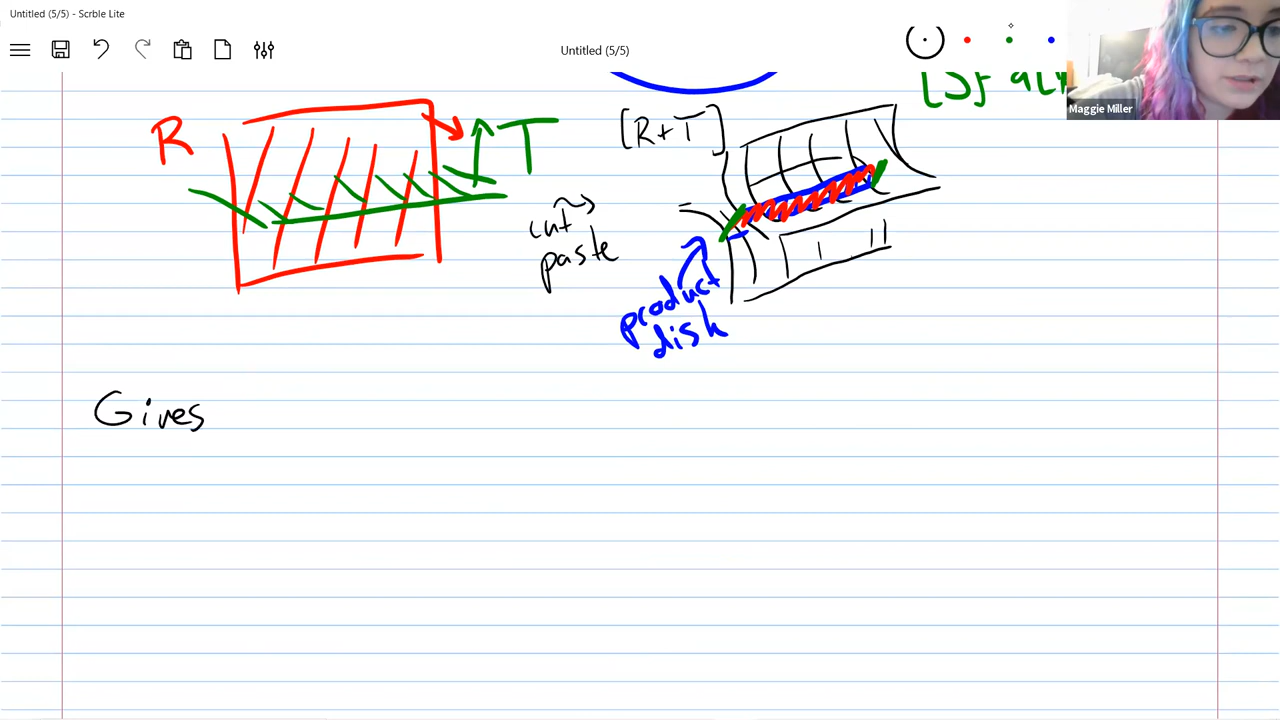 Untitled (5/5) - Scrble Lite
Untitled (5/5)
Maggie Miller
R
T
[R+T]
cut
paste
product
disk
Gives